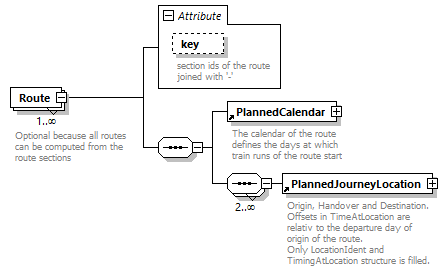 Attribute
key
section ids of the route
joined with '-'
Route
1..∞
Optional because all routes
can be computed from the
route sections
PlannedCalendar
The calendar of the route
defines the days at which
train runs of the route start
PlannedJourneyLocation
2..∞
Origin, Handover and Destination.
Offsets in TimeAtLocation are
relativ to the departure day of
origin of the route.
Only LocationIdent and
TimingAtLocation structure is filled.